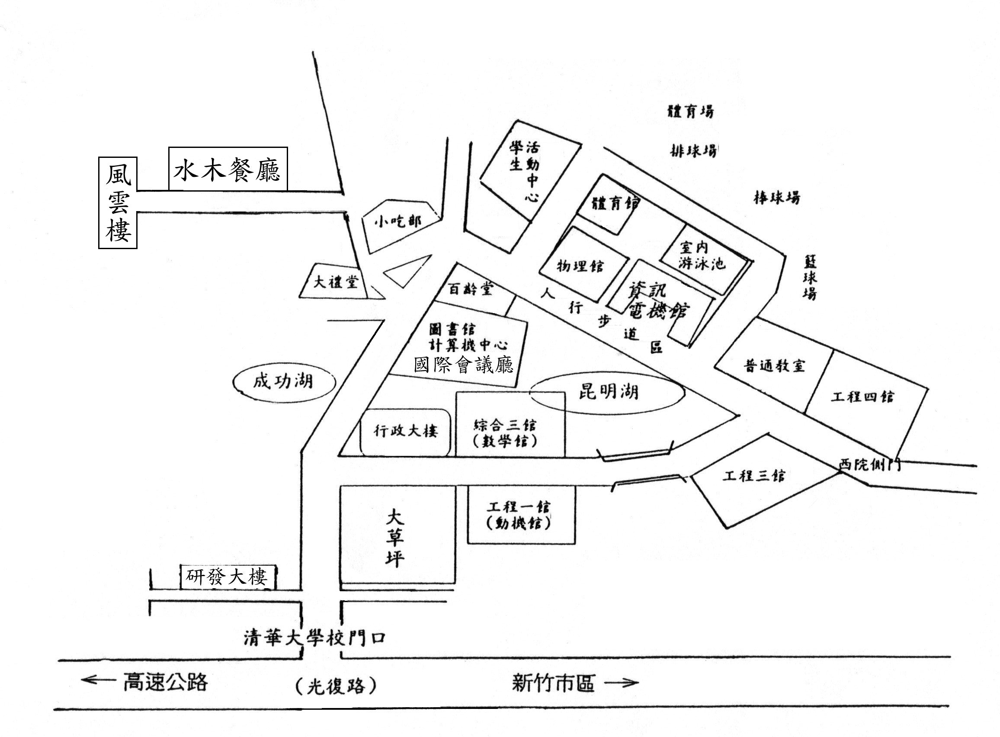 體育場
排球場
學生
活動中心
水木餐廳
風雲樓
棒球場
體育館
小吃部
室內
游泳池
物理館
籃球場
大禮堂
百齡堂
資訊
電機館
人行步道區
圖書館
計算機中心
國際會議廳
普通教室
成功湖
昆明湖
工程四館
行政大樓
綜合三館
(數學館)
西院側門
工程三館
工程一館
(動機館)
大草坪
研發大樓
清華大學校門口
← 高速公路
(光復路)
新竹市區 →